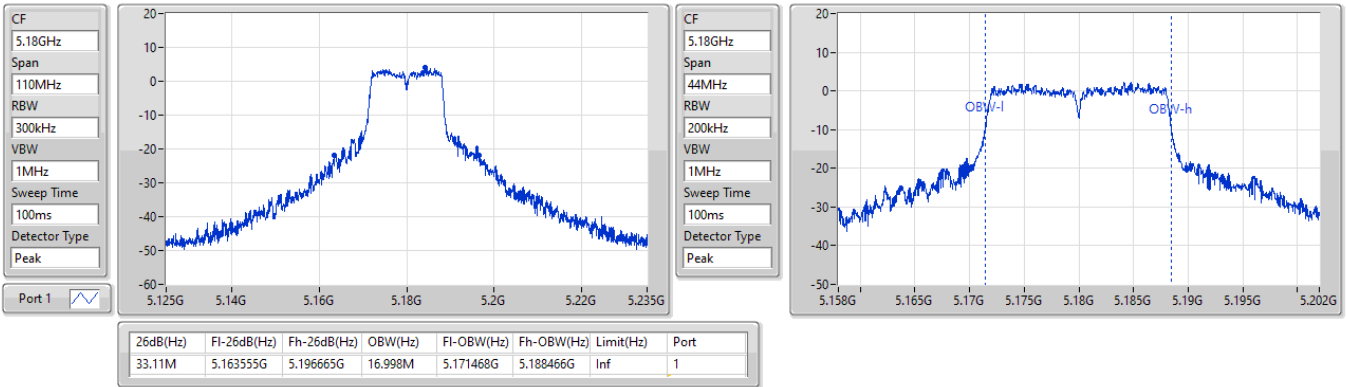 CF
5.18GHz
Span
110MHz
RBW
300kHz
VBW
1MHz
Sweep Time
100ms
Detector Type
Peak
Port 1
20
10
0
-10
-20
-30
-40
-50
-60
5.125G 5.14G 5.16G 5.18G 5.2G 5.22G 5.235G
CF
5.18GHz
Span
44MHz
RBW
200kHz
VBW
1MHz
Sweep Time
100ms
Detector Type
Peak
20
10
0
-10
-20
-30
-40
-50
OBW-l
OBW-h
5.158G 5.165G 5.17G 5.175G 5.18G 5.185G 5.19G 5.195G 5.202G
26dB(Hz) Fl-26dB(Hz) Fh-26dB(Hz) OBW(Hz) Fl-OBW(Hz) Fh-OBW(Hz) Limit(Hz) Port
33.11M 5.163555G 5.196665G 16.998M 5.171468G 5.188466G Inf 1